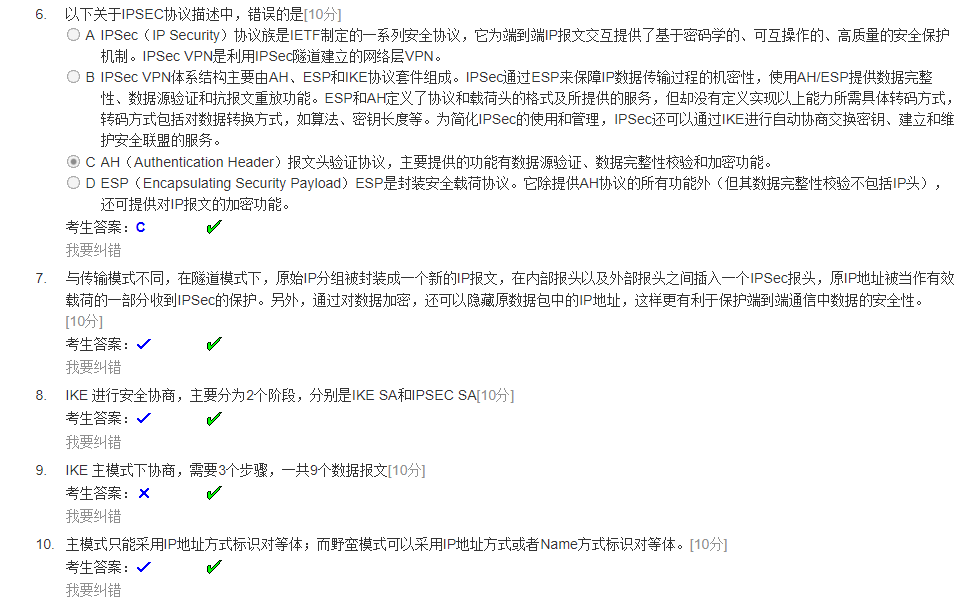 6. 以下关于IPSEC协议描述中，错误的是[10分]
A IPSec（IP Security）协议族是IETF制定的一系列安全协议，它为端到端IP报文交互提供了基于密码学的、可互操作的、高质量的安全保护
机制。IPSec VPN是利用IPSec隧道建立的网络层VPN。
B IPSec VPN体系结构主要由AH、ESP和IKE协议套件组成。IPSec通过ESP来保障IP数据传输过程的机密性，使用AH/ESP提供数据完整
性、数据源验证和抗报文重放功能。ESP和AH定义了协议和载荷头的格式及所提供的服务，但却没有定义实现以上能力所需具体转码方式，
转码方式包括对数据转换方式，如算法、密钥长度等。为简化IPSec的使用和管理，IPSec还可以通过IKE进行自动协商交换密钥、建立和维
护安全联盟的服务。
C AH（Authentication Header）报文头验证协议，主要提供的功能有数据源验证、数据完整性校验和加密功能。
D ESP（Encapsulating Security Payload）ESP是封装安全载荷协议。它除提供AH协议的所有功能外（但其数据完整性校验不包括IP头），
还可提供对IP报文的加密功能。
考生答案：C
我要纠错
7. 与传输模式不同，在隧道模式下，原始IP分组被封装成一个新的IP报文，在内部报头以及外部报头之间插入一个IPSec报头，原IP地址被当作有效
载荷的一部分收到IPSec的保护。另外，通过对数据加密，还可以隐藏原数据包中的IP地址，这样更有利于保护端到端通信中数据的安全性。
[10分]
考生答案：
我要纠错
8. IKE 进行安全协商，主要分为2个阶段，分别是IKE SA和IPSEC SA[10分]
考生答案：
我要纠错
9. IKE 主模式下协商，需要3个步骤，一共9个数据报文[10分]
考生答案：
我要纠错
10. 主模式只能采用IP地址方式标识对等体；而野蛮模式可以采用IP地址方式或者Name方式标识对等体。[10分]
考生答案：
我要纠错